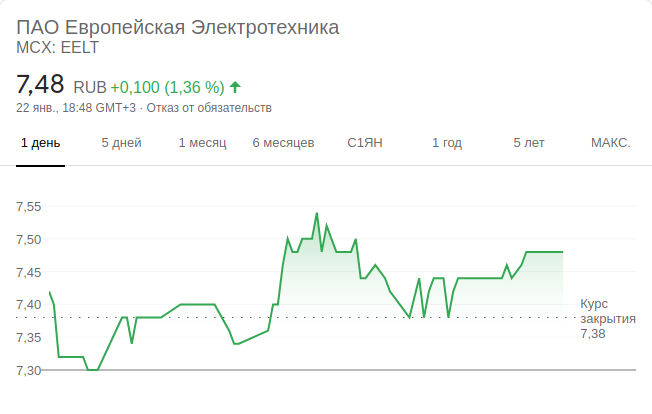 ПАО Европейская Электротехника
MCX: EELT
7,48 RUB +0,100 (1,36 %)
22 янв., 18:48 GMT+3 · Отказ от обязательств
1 день 5 дней 1 месяц 6 месяцев С1ЯН 1 год 5 лет МАКС.
7,55
7,50
7,45
7,40
7,35
7,30
Курс
закрытия
7,38